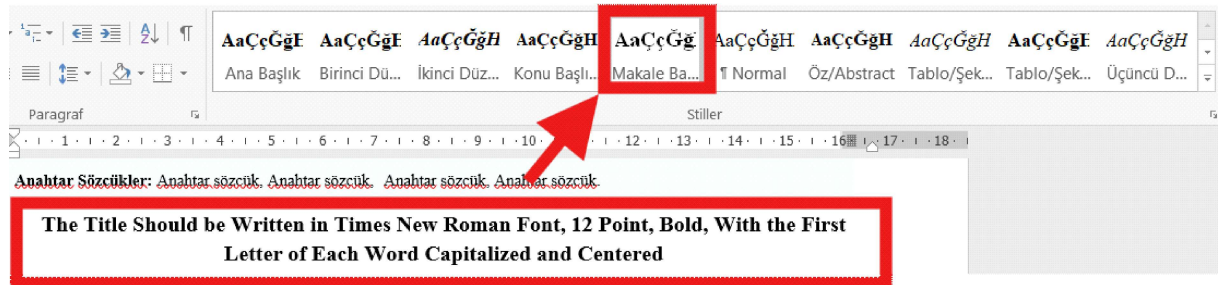 AaÇçĞğE AaÇçĞğE AaÇçĞğH AaÇçĞğH AaÇçĞğ AaÇçĞğH AaÇçĞğH AaÇçĞğH AaÇçĞğE AaÇçĞğH
Ana Başlık Birinci Dü... İkinci Düz... Konu Başlı... Makale Ba... ¶ Normal Öz/Abstract Tablo/Şek... Tablo/Şek... Üçüncü D...
Paragraf Stiller
1 2 3 4 5 6 7 8 9 10 12 13 14 15 16 17 18
Anahtar Sözcükler: Anahtar sözcük, Anahtar sözcük, Anahtar sözcük, Anahtar sözcük.
The Title Should be Written in Times New Roman Font, 12 Point, Bold, With the First
Letter of Each Word Capitalized and Centered